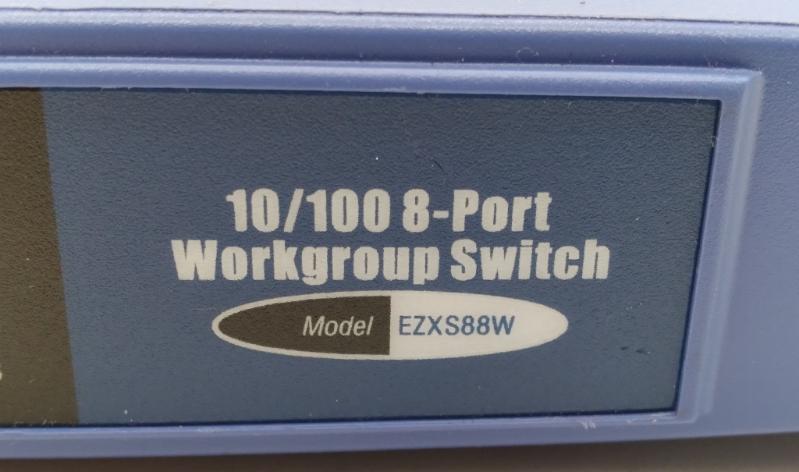 10/100 8-Port
Workgroup Switch
Model EZXS88W